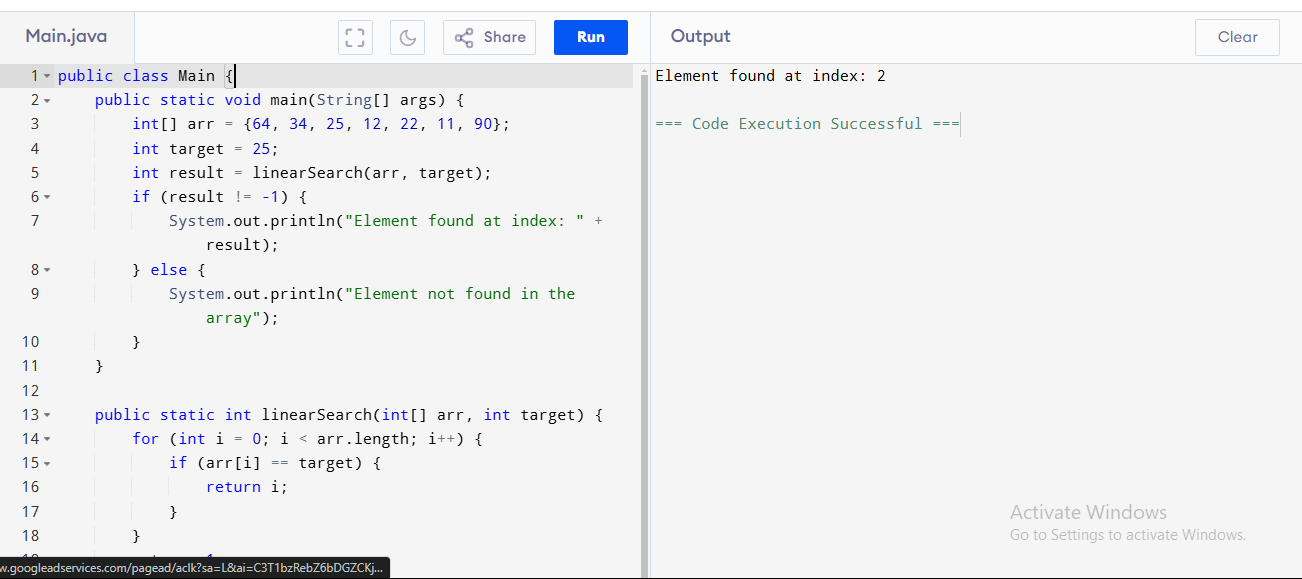 Main.java
Share
Run
Output
Clear
1 public class Main {
2 public static void main(String[] args) {
3 int[] arr = {64, 34, 25, 12, 22, 11, 90};
4 int target = 25;
5 int result = linearSearch(arr, target);
6 if (result != -1) {
7 System.out.println("Element found at index: " +
result);
8 } else {
9 System.out.println("Element not found in the
array");
10 }
11 }
12
13 public static int linearSearch(int[] arr, int target) {
14 for (int i = 0; i < arr.length; i++) {
15 if (arr[i] == target) {
16 return i;
17 }
18 }
Element found at index: 2
=== Code Execution Successful ===
Activate Windows
Go to Settings to activate Windows.
w.googleadservices.com/pagead/aclk?sa=L&ai=C3T1bzRebZ6bDGZCKj...